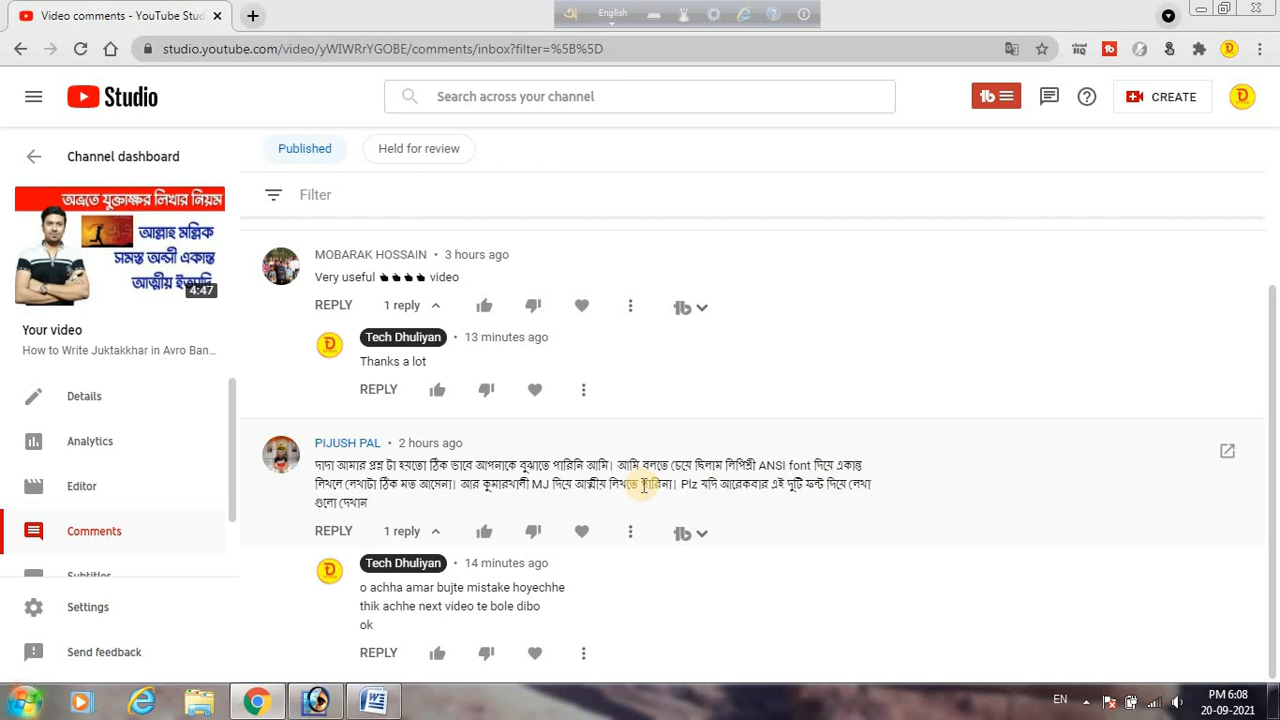 Video comments - YouTube Stud
English
studio.youtube.com/video/yWIWRrYGOBE/comments/inbox?filter=%5B%5D
Studio
Search across your channel
CREATE
Channel dashboard
Published
Held for review
অভ্রতে যুক্তাক্ষর লিখার নিয়ম
আল্লাহ মল্লিক
সমস্ত অব্দী একান্ত
আত্মীয় ইত্যাদি
4:47
Filter
MOBARAK HOSSAIN • 3 hours ago
Very useful 👍👍👍👍 video
REPLY 1 reply
Your video
How to Write Juktakkhar in Avro Ban...
Tech Dhuliyan • 13 minutes ago
Thanks a lot
REPLY
Details
Analytics
Editor
Comments
Subtitles
Settings
Send feedback
PIJUSH PAL • 2 hours ago
দাদা আমার প্রশ্ন টা হয়তো ঠিক ভাবে আপনাকে বুঝাতে পারিনি আমি। আমি বলতে চেয়ে ছিলাম লিপিশ্রী ANSI font দিয়ে একান্ত
লিখলে লেখাটা ঠিক মত আসেনা। আর কুমারখালী MJ দিয়ে আত্মীয় লিখতে পারিনা। Plz যদি আরেকবার এই দুটি ফন্ট দিয়ে লেখা
গুলো দেখান
REPLY 1 reply
Tech Dhuliyan • 14 minutes ago
o achha amar bujte mistake hoyechhe
thik achhe next video te bole dibo
ok
REPLY
EN
PM 6:08
20-09-2021